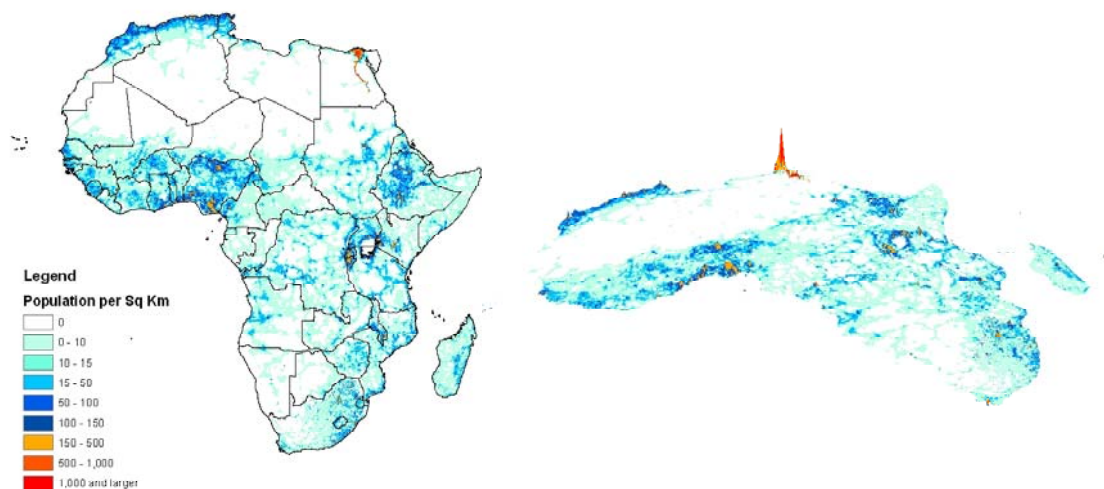 Legend
Population per Sq Km
0
0 - 10
10 - 15
15 - 50
50 - 100
100 - 150
150 - 500
500 - 1,000
1,000 and larger